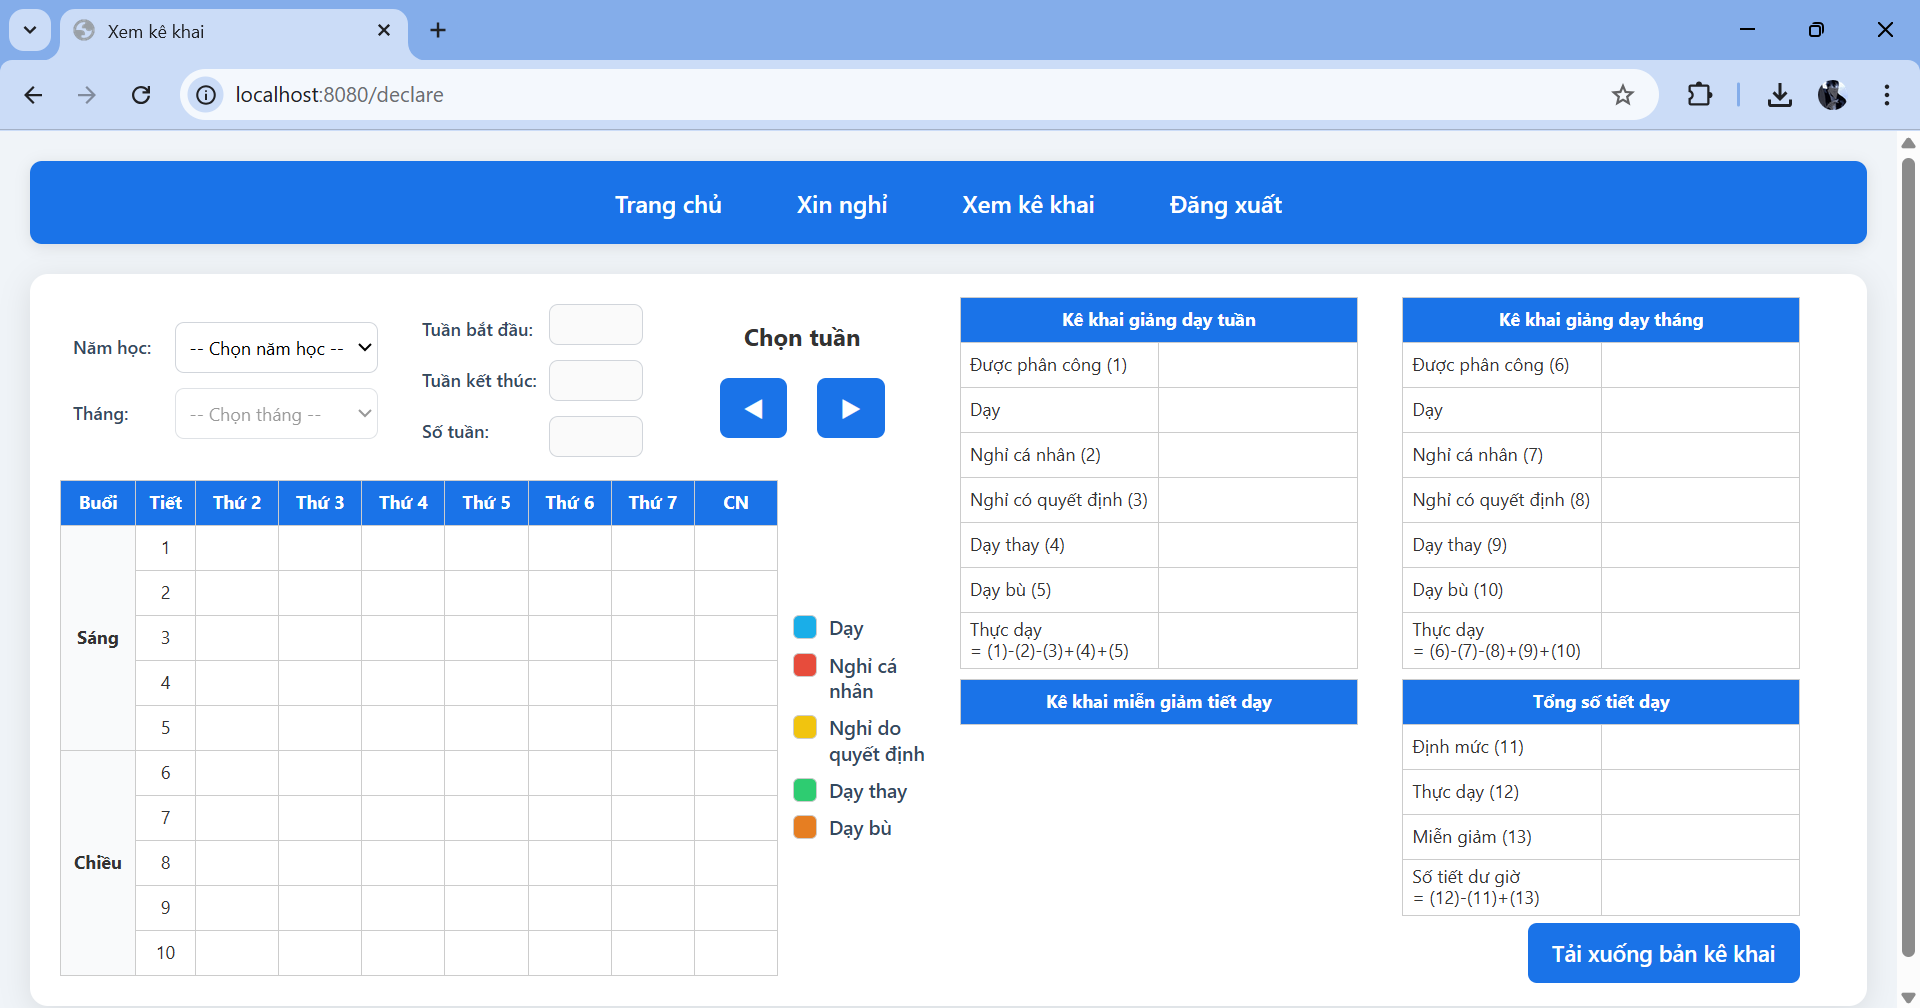 Xem kê khai
localhost:8080/declare
Trang chủ
Xin nghỉ
Xem kê khai
Đăng xuất
Năm học:
-- Chọn năm học --
Tháng:
-- Chọn tháng --
Tuần bắt đầu:
Tuần kết thúc:
Số tuần:
Chọn tuần
Buổi Tiết Thứ 2 Thứ 3 Thứ 4 Thứ 5 Thứ 6 Thứ 7 CN
Sáng
1
2
3
4
5
Chiều
6
7
8
9
10
Dạy
Nghỉ cá
nhân
Nghỉ do
quyết định
Dạy thay
Dạy bù
Kê khai giảng dạy tuần
Được phân công (1)
Dạy
Nghỉ cá nhân (2)
Nghỉ có quyết định (3)
Dạy thay (4)
Dạy bù (5)
Thực dạy
= (1)-(2)-(3)+(4)+(5)
Kê khai miễn giảm tiết dạy
Kê khai giảng dạy tháng
Được phân công (6)
Dạy
Nghỉ cá nhân (7)
Nghỉ có quyết định (8)
Dạy thay (9)
Dạy bù (10)
Thực dạy
= (6)-(7)-(8)+(9)+(10)
Tổng số tiết dạy
Định mức (11)
Thực dạy (12)
Miễn giảm (13)
Số tiết dư giờ
= (12)-(11)+(13)
Tải xuống bản kê khai